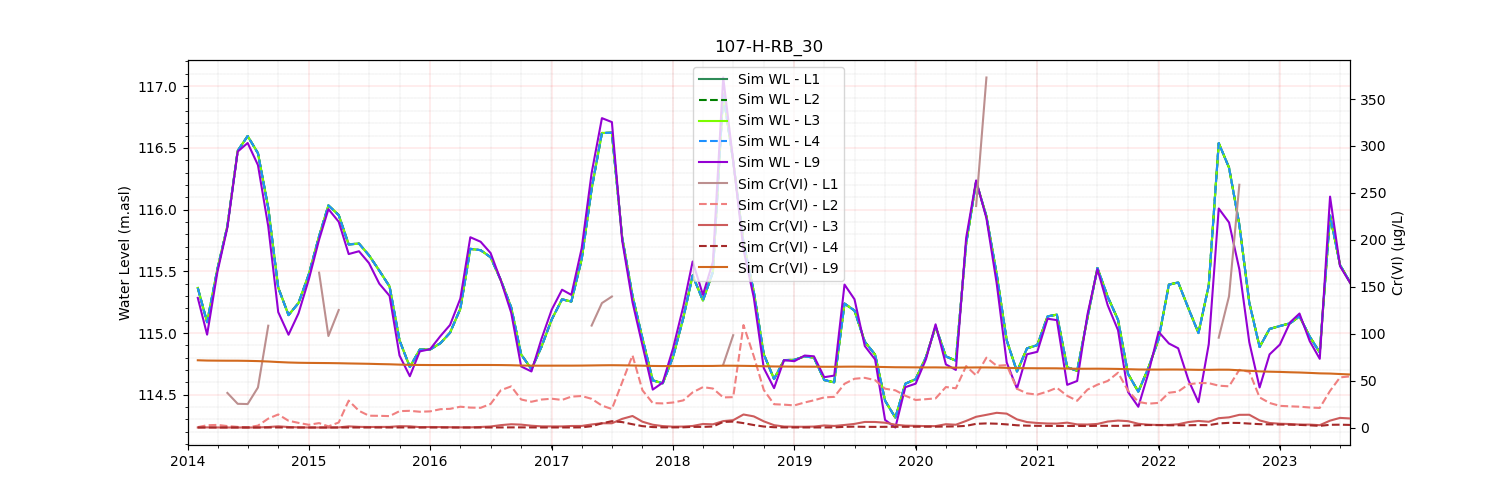 107-H-RB_30
Water Level (m.asl)
117.0
116.5
116.0
115.5
115.0
114.5
Sim WL - L1
Sim WL - L2
Sim WL - L3
Sim WL - L4
Sim WL - L9
Sim Cr(VI) - L1
Sim Cr(VI) - L2
Sim Cr(VI) - L3
Sim Cr(VI) - L4
Sim Cr(VI) - L9
350
300
250
200
150
100
50
0
Cr(VI) (μg/L)
2014 2015 2016 2017 2018 2019 2020 2021 2022 2023